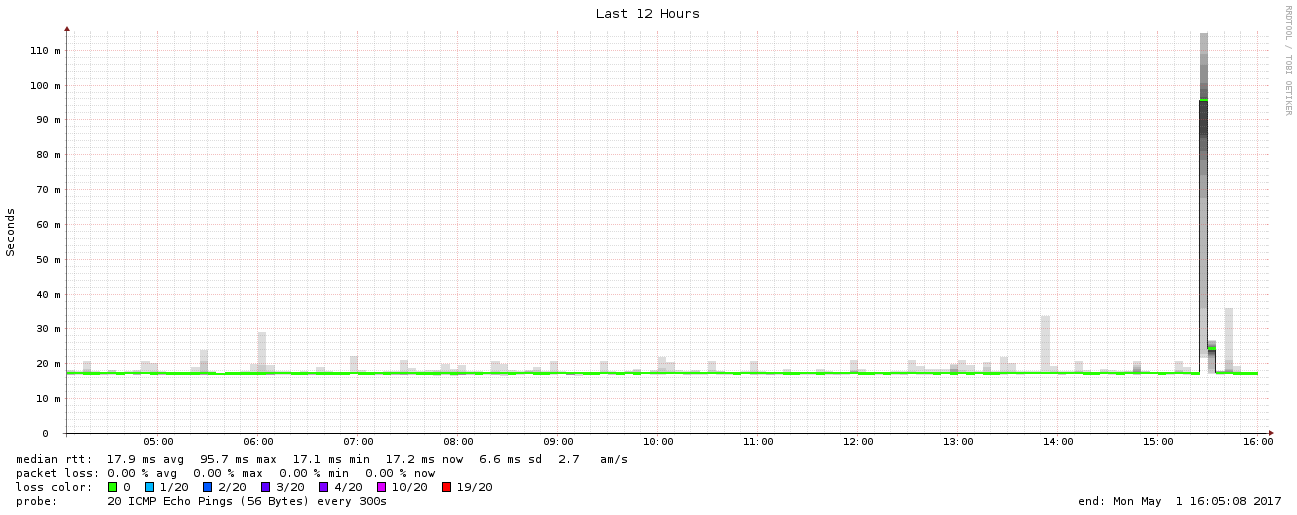 Last 12 Hours
RRDTOOL / TOBI OETIKER
Seconds
110 m
100 m
90 m
80 m
70 m
60 m
50 m
40 m
30 m
20 m
10 m
0
05:00 06:00 07:00 08:00 09:00 10:00 11:00 12:00 13:00 14:00 15:00 16:00
median rtt: 17.9 ms avg 95.7 ms max 17.1 ms min 17.2 ms now 6.6 ms sd 2.7 am/s
packet loss: 0.00 % avg 0.00 % max 0.00 % min 0.00 % now
loss color: 0 1/20 2/20 3/20 4/20 10/20 19/20
probe: 20 ICMP Echo Pings (56 Bytes) every 300s end: Mon May 1 16:05:08 2017